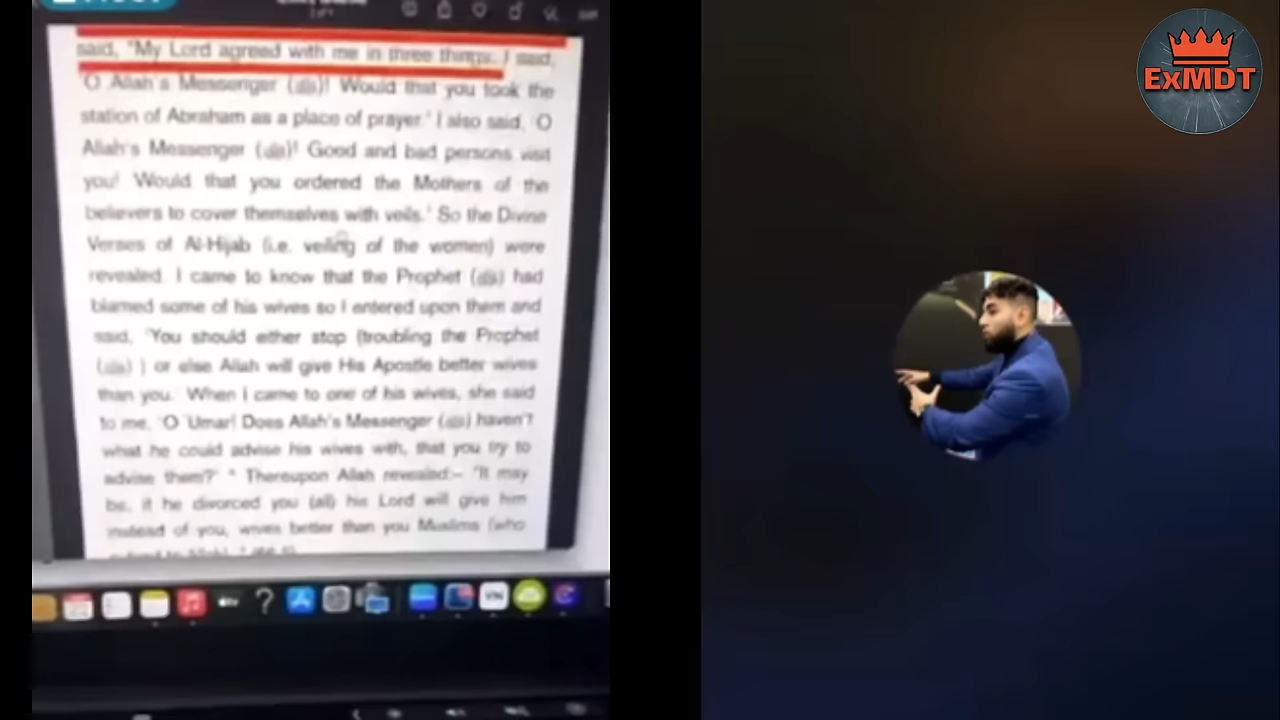 said, "My Lord agreed with me in three things. I said,
'O Allah's Messenger (ﷺ)! Would that you took the
station of Abraham as a place of prayer.' I also said, 'O
Allah's Messenger (ﷺ)! Good and bad persons visit
you! Would that you ordered the Mothers of the
believers to cover themselves with veils.' So the Divine
Verses of Al-Hijab (i.e. veiling of the women) were
revealed. I came to know that the Prophet (ﷺ) had
blamed some of his wives so I entered upon them and
said, 'You should either stop (troubling the Prophet
(ﷺ) ) or else Allah will give His Apostle better wives
than you.' When I came to one of his wives, she said
to me, 'O 'Umar! Does Allah's Messenger (ﷺ) haven't
what he could advise his wives with, that you try to
advise them?' " Thereupon Allah revealed:-- "It may
be, if he divorced you (all) his Lord will give him
instead of you, wives better than you Muslims (who
ExMDT
VN